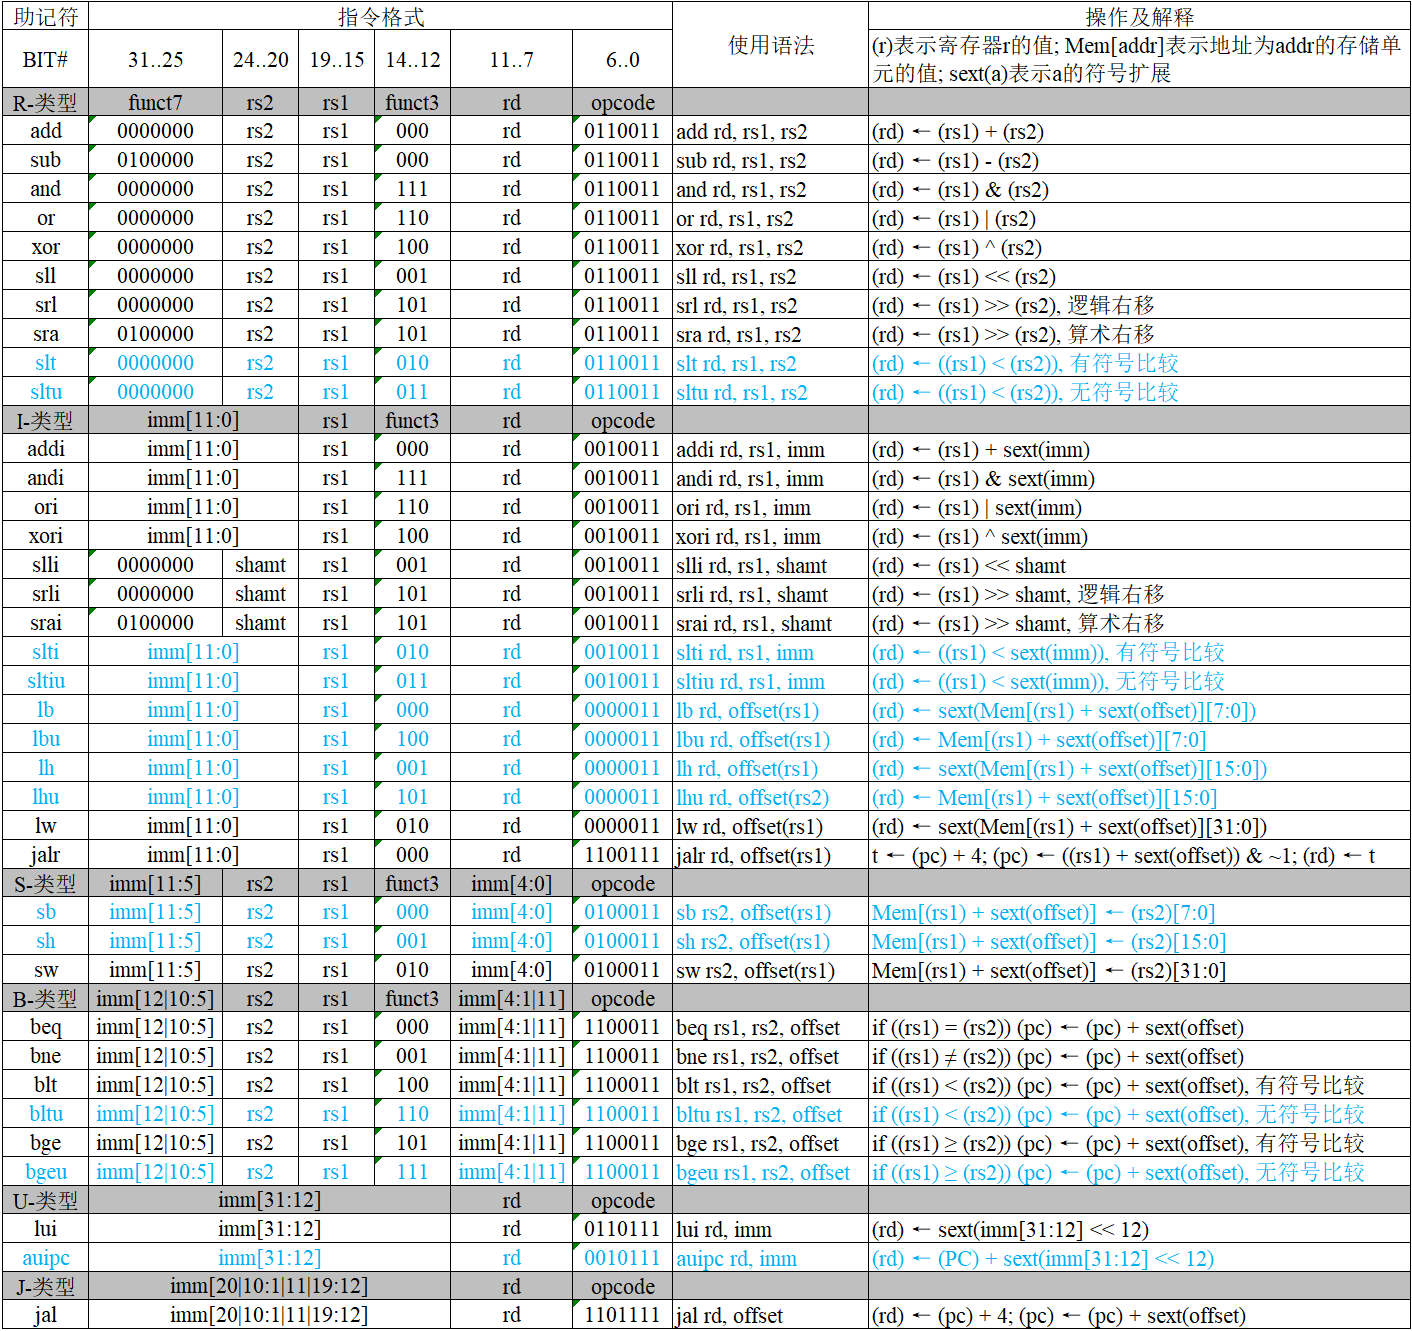 助记符 指令格式 使用语法 操作及解释
BIT# 31..25 24..20 19..15 14..12 11..7 6..0 (r)表示寄存器r的值; Mem[addr]表示地址为addr的存储单
元的值; sext(a)表示a的符号扩展
R-类型 funct7 rs2 rs1 funct3 rd opcode
add 0000000 rs2 rs1 000 rd 0110011 add rd, rs1, rs2 (rd) ← (rs1) + (rs2)
sub 0100000 rs2 rs1 000 rd 0110011 sub rd, rs1, rs2 (rd) ← (rs1) - (rs2)
and 0000000 rs2 rs1 111 rd 0110011 and rd, rs1, rs2 (rd) ← (rs1) & (rs2)
or 0000000 rs2 rs1 110 rd 0110011 or rd, rs1, rs2 (rd) ← (rs1) | (rs2)
xor 0000000 rs2 rs1 100 rd 0110011 xor rd, rs1, rs2 (rd) ← (rs1) ^ (rs2)
sll 0000000 rs2 rs1 001 rd 0110011 sll rd, rs1, rs2 (rd) ← (rs1) << (rs2)
srl 0000000 rs2 rs1 101 rd 0110011 srl rd, rs1, rs2 (rd) ← (rs1) >> (rs2), 逻辑右移
sra 0100000 rs2 rs1 101 rd 0110011 sra rd, rs1, rs2 (rd) ← (rs1) >> (rs2), 算术右移
slt 0000000 rs2 rs1 010 rd 0110011 slt rd, rs1, rs2 (rd) ← ((rs1) < (rs2)), 有符号比较
sltu 0000000 rs2 rs1 011 rd 0110011 sltu rd, rs1, rs2 (rd) ← ((rs1) < (rs2)), 无符号比较
I-类型 imm[11:0] rs1 funct3 rd opcode
addi imm[11:0] rs1 000 rd 0010011 addi rd, rs1, imm (rd) ← (rs1) + sext(imm)
andi imm[11:0] rs1 111 rd 0010011 andi rd, rs1, imm (rd) ← (rs1) & sext(imm)
ori imm[11:0] rs1 110 rd 0010011 ori rd, rs1, imm (rd) ← (rs1) | sext(imm)
xori imm[11:0] rs1 100 rd 0010011 xori rd, rs1, imm (rd) ← (rs1) ^ sext(imm)
slli 0000000 shamt rs1 001 rd 0010011 slli rd, rs1, shamt (rd) ← (rs1) << shamt
srli 0000000 shamt rs1 101 rd 0010011 srli rd, rs1, shamt (rd) ← (rs1) >> shamt, 逻辑右移
srai 0100000 shamt rs1 101 rd 0010011 srai rd, rs1, shamt (rd) ← (rs1) >> shamt, 算术右移
slti imm[11:0] rs1 010 rd 0010011 slti rd, rs1, imm (rd) ← ((rs1) < sext(imm)), 有符号比较
sltiu imm[11:0] rs1 011 rd 0010011 sltiu rd, rs1, imm (rd) ← ((rs1) < sext(imm)), 无符号比较
lb imm[11:0] rs1 000 rd 0000011 lb rd, offset(rs1) (rd) ← sext(Mem[(rs1) + sext(offset)][7:0])
lbu imm[11:0] rs1 100 rd 0000011 lbu rd, offset(rs1) (rd) ← Mem[(rs1) + sext(offset)][7:0]
lh imm[11:0] rs1 001 rd 0000011 lh rd, offset(rs1) (rd) ← sext(Mem[(rs1) + sext(offset)][15:0])
lhu imm[11:0] rs1 101 rd 0000011 lhu rd, offset(rs2) (rd) ← Mem[(rs1) + sext(offset)][15:0]
lw imm[11:0] rs1 010 rd 0000011 lw rd, offset(rs1) (rd) ← sext(Mem[(rs1) + sext(offset)][31:0])
jalr imm[11:0] rs1 000 rd 1100111 jalr rd, offset(rs1) t ← (pc) + 4; (pc) ← ((rs1) + sext(offset)) & ~1; (rd) ← t
S-类型 imm[11:5] rs2 rs1 funct3 imm[4:0] opcode
sb imm[11:5] rs2 rs1 000 imm[4:0] 0100011 sb rs2, offset(rs1) Mem[(rs1) + sext(offset)] ← (rs2)[7:0]
sh imm[11:5] rs2 rs1 001 imm[4:0] 0100011 sh rs2, offset(rs1) Mem[(rs1) + sext(offset)] ← (rs2)[15:0]
sw imm[11:5] rs2 rs1 010 imm[4:0] 0100011 sw rs2, offset(rs1) Mem[(rs1) + sext(offset)] ← (rs2)[31:0]
B-类型 imm[12|10:5] rs2 rs1 funct3 imm[4:1|11] opcode
beq imm[12|10:5] rs2 rs1 000 imm[4:1|11] 1100011 beq rs1, rs2, offset if ((rs1) = (rs2)) (pc) ← (pc) + sext(offset)
bne imm[12|10:5] rs2 rs1 001 imm[4:1|11] 1100011 bne rs1, rs2, offset if ((rs1) ≠ (rs2)) (pc) ← (pc) + sext(offset)
blt imm[12|10:5] rs2 rs1 100 imm[4:1|11] 1100011 blt rs1, rs2, offset if ((rs1) < (rs2)) (pc) ← (pc) + sext(offset), 有符号比较
bltu imm[12|10:5] rs2 rs1 110 imm[4:1|11] 1100011 bltu rs1, rs2, offset if ((rs1) < (rs2)) (pc) ← (pc) + sext(offset), 无符号比较
bge imm[12|10:5] rs2 rs1 101 imm[4:1|11] 1100011 bge rs1, rs2, offset if ((rs1) ≥ (rs2)) (pc) ← (pc) + sext(offset), 有符号比较
bgeu imm[12|10:5] rs2 rs1 111 imm[4:1|11] 1100011 bgeu rs1, rs2, offset if ((rs1) ≥ (rs2)) (pc) ← (pc) + sext(offset), 无符号比较
U-类型 imm[31:12] rd opcode
lui imm[31:12] rd 0110111 lui rd, imm (rd) ← sext(imm[31:12] << 12)
auipc imm[31:12] rd 0010111 auipc rd, imm (rd) ← (PC) + sext(imm[31:12] << 12)
J-类型 imm[20|10:1|11|19:12] rd opcode
jal imm[20|10:1|11|19:12] rd 1101111 jal rd, offset (rd) ← (pc) + 4; (pc) ← (pc) + sext(offset)